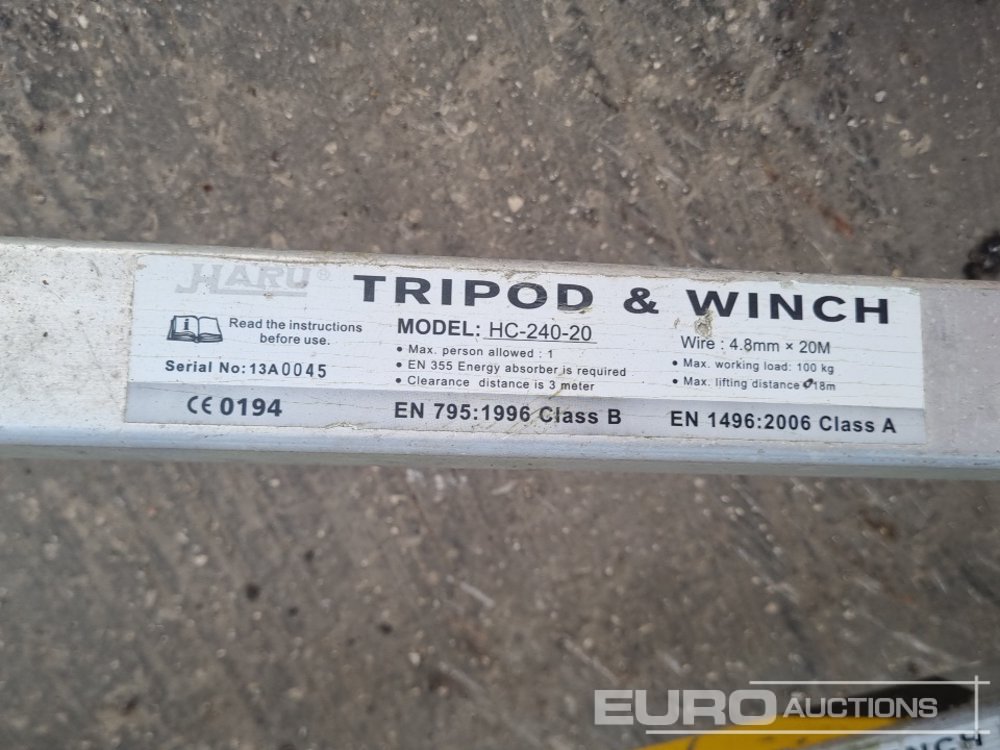 HARU®
TRIPOD & WINCH
Read the instructions
before use.
Serial No: 13A0045
MODEL: HC-240-20
• Max. person allowed : 1
• EN 355 Energy absorber is required
• Clearance distance is 3 meter
Wire : 4.8mm × 20M
• Max. working load: 100 kg
• Max. lifting distance : 18m
CE 0194
EN 795:1996 Class B
EN 1496:2006 Class A
EURO AUCTIONS